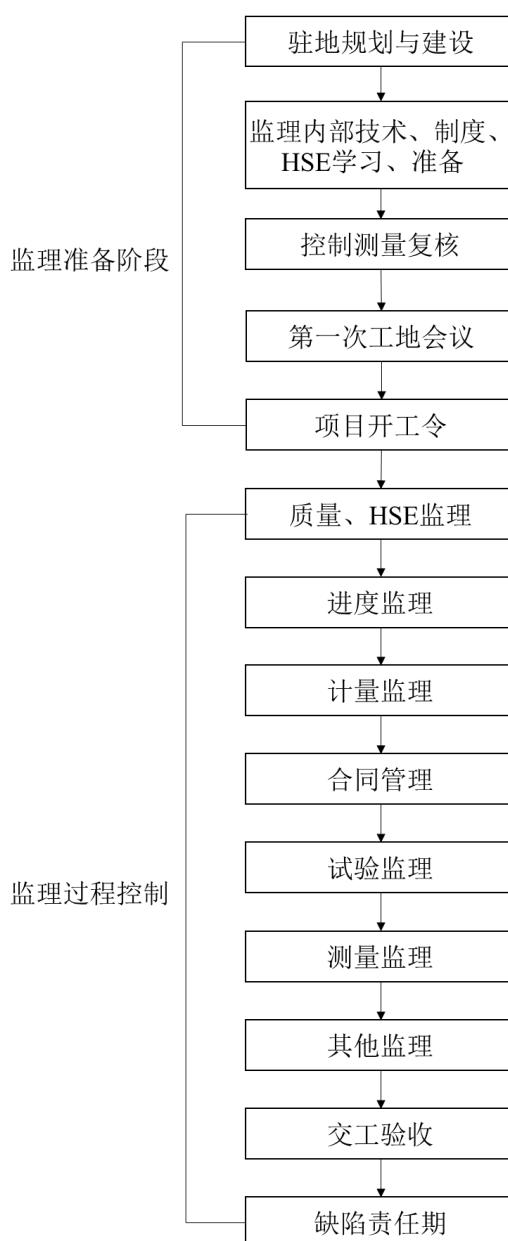 驻地规划与建设
监理内部技术、制度、
HSE学习、准备
控制测量复核
监理准备阶段
第一次工地会议
项目开工令
质量、HSE监理
进度监理
计量监理
合同管理
试验监理
监理过程控制
测量监理
其他监理
交工验收
缺陷责任期